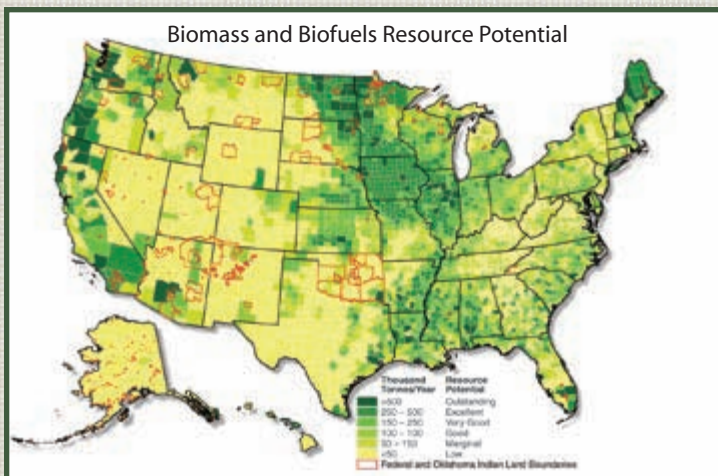 Biomass and Biofuels Resource Potential
Thousand Resource
Tonnes/Year Potential
>500 Outstanding
250 – 500 Excellent
150 – 250 Very Good
100 – 150 Good
50 – 100 Marginal
<50 Low
Federal and Oklahoma Indian Land Boundaries